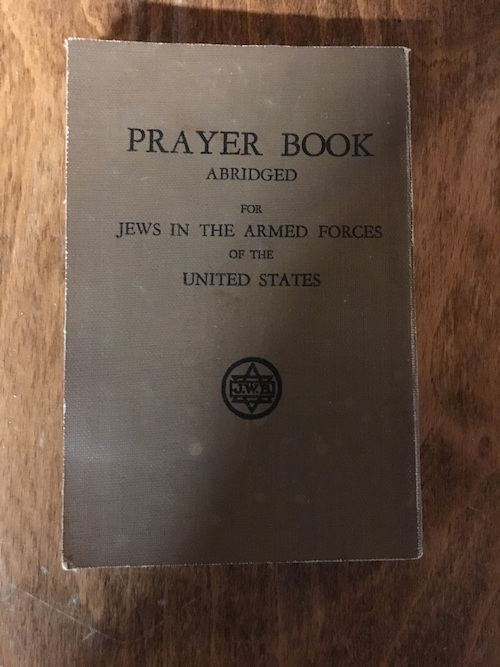 PRAYER BOOK
ABRIDGED
FOR
JEWS IN THE ARMED FORCES
OF THE
UNITED STATES
J.W.B.